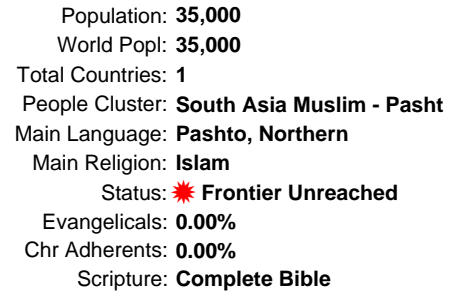 Population: 35,000
World Popl: 35,000
Total Countries: 1
People Cluster: South Asia Muslim - Pasht
Main Language: Pashto, Northern
Main Religion: Islam
Status: Frontier Unreached
Evangelicals: 0.00%
Chr Adherents: 0.00%
Scripture: Complete Bible